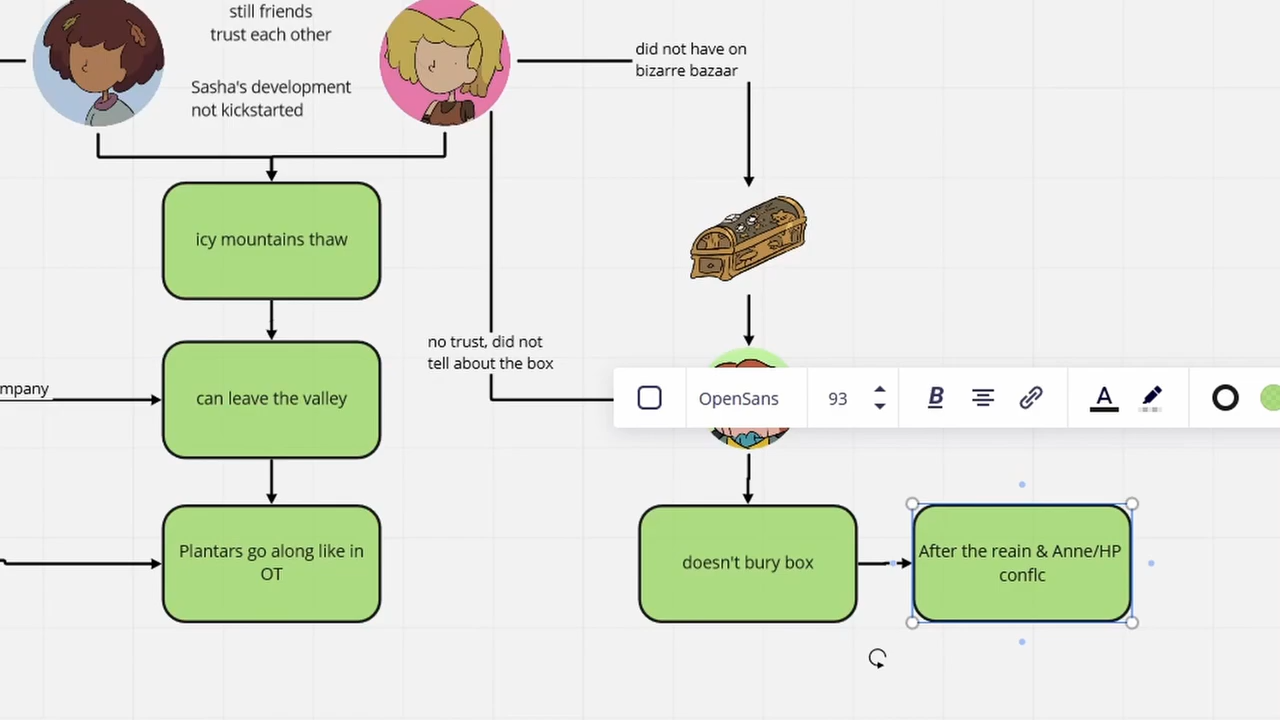 still friends
trust each other
Sasha's development
not kickstarted
did not have on
bizarre bazaar
icy mountains thaw
no trust, did not
tell about the box
mpany
can leave the valley
OpenSans
93
B
A
Plantars go along like in
OT
doesn't bury box
After the reain & Anne/HP
conflc